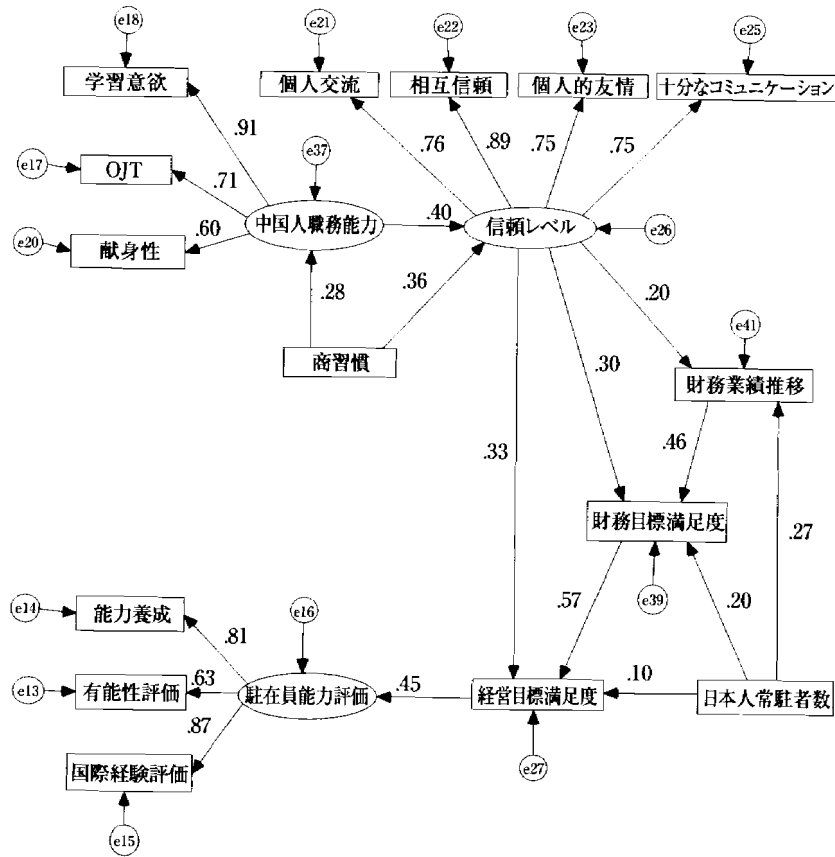 e18
e21
e22
e23
e25
学習意欲
個人交流
相互信頼
個人的友情
十分なコミュニケーション
.91
.76
.89
.75
.75
e17
OJT
.71
e37
e20
献身性
.60
中国人職務能力
.40
信頼レベル
e26
.28
.36
.20
e41
商習慣
.30
財務業績推移
.33
.46
財務目標満足度
.27
e14
能力養成
e16
.57
e39
.20
.81
e13
有能性評価
.63
駐在員能力評価
.45
経営目標満足度
.10
日本人常駐者数
.87
国際経験評価
e27
e15